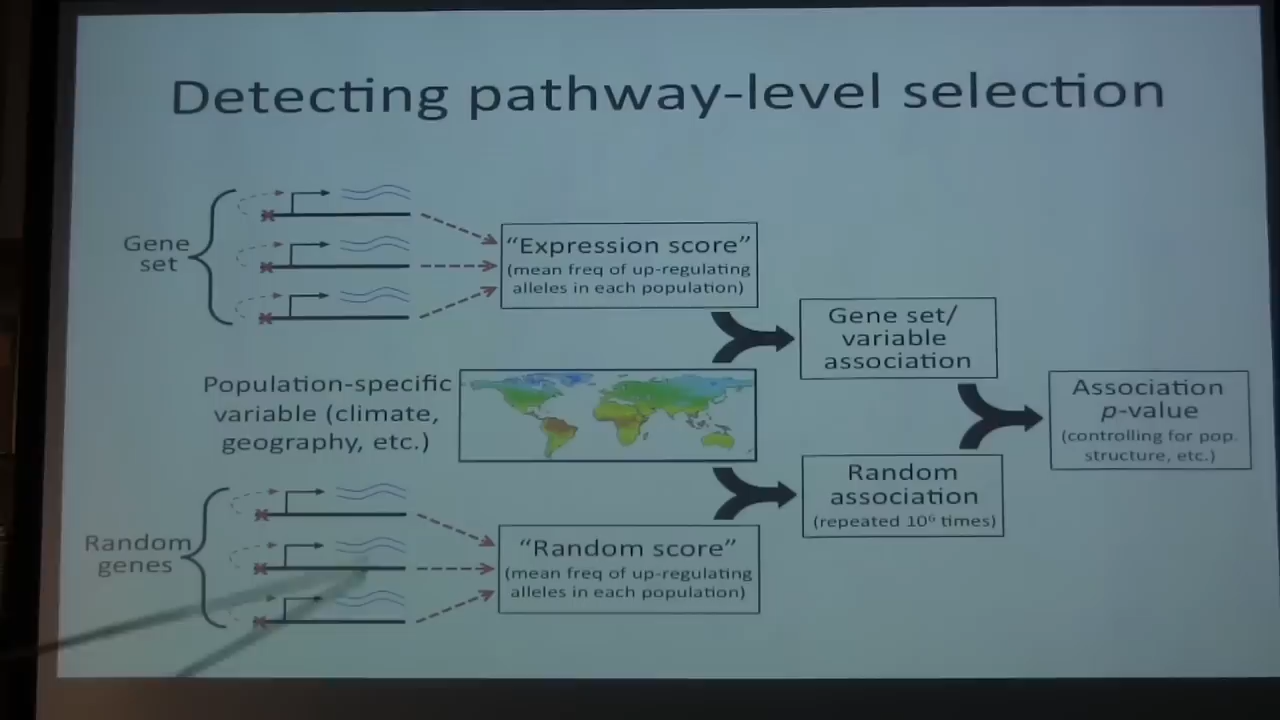 Detecting pathway-level selection
Gene
set
"Expression score"
(mean freq of up-regulating
alleles in each population)
Gene set/
variable
association
Population-specific
variable (climate,
geography, etc.)
Association
p-value
(controlling for pop.
structure, etc.)
Random
association
(repeated 10⁶ times)
Random
genes
"Random score"
(mean freq of up-regulating
alleles in each population)